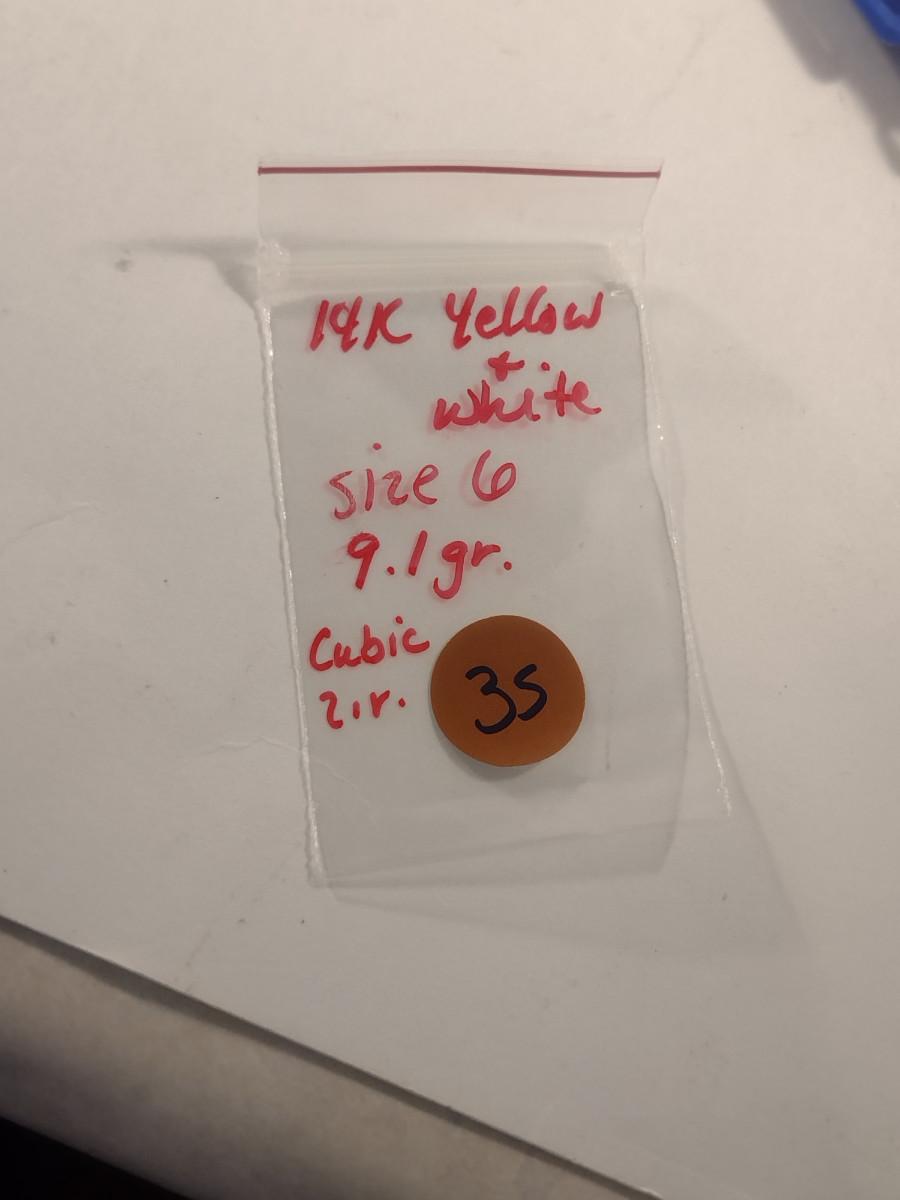 14K Yellow
+
white
size 6
9.1gr.
Cubic
zir.
35